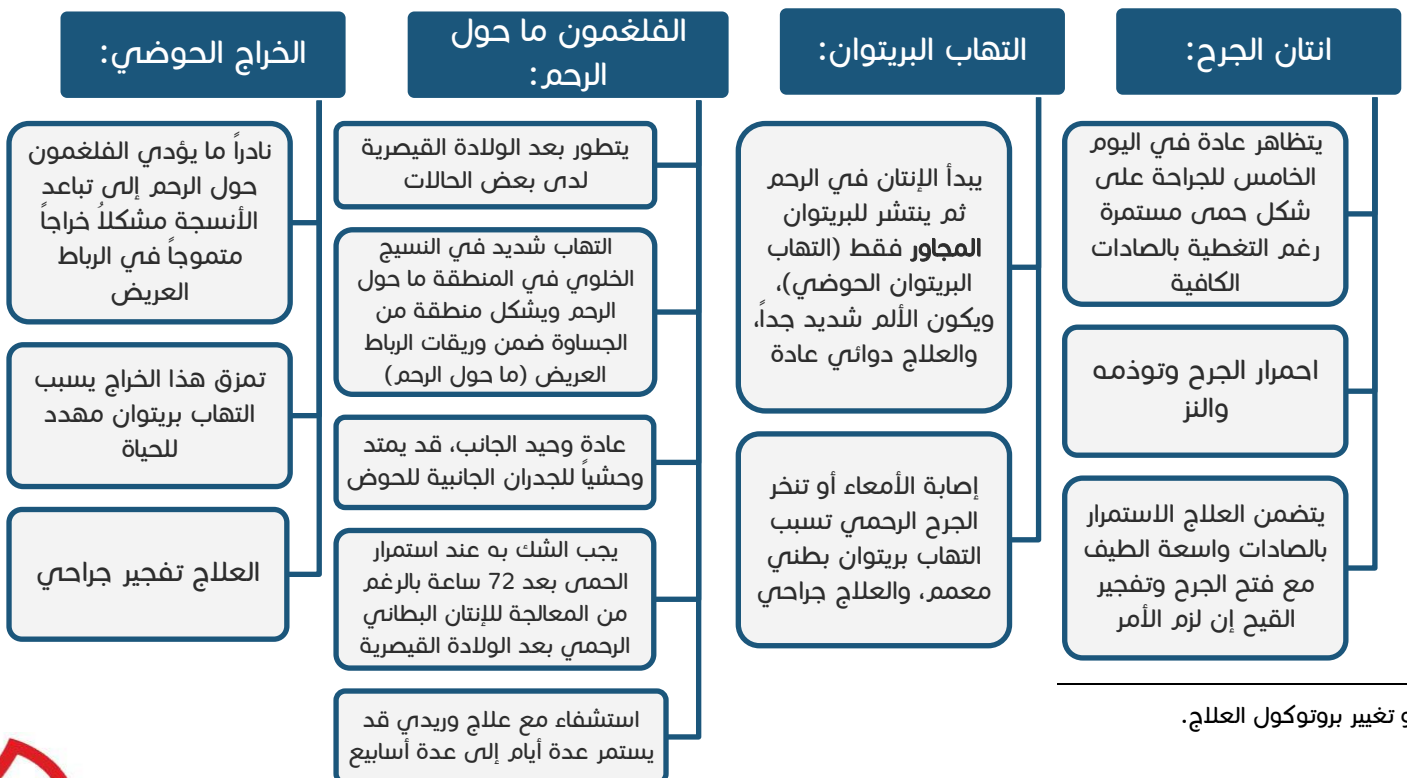 انتان الجرح:
يتظاهر عادة في اليوم
الخامس للجراحة على
شكل حمى مستمرة
رغم التغطية بالصادات
الكافية
احمرار الجرح وتوذمه
والنز
يتضمن العلاج الاستمرار
بالصادات واسعة الطيف
مع فتح الجرح وتفجير
القيح إن لزم الأمر
التهاب البريتوان:
يبدأ الإنتان في الرحم
ثم ينتشر للبريتوان
المجاور فقط (التهاب
البريتوان الحوضي)،
ويكون الألم شديد جداً،
والعلاج دوائي عادة
إصابة الأمعاء أو تنخر
الجرح الرحمي تسبب
التهاب بريتوان بطني
معمم، والعلاج جراحي
الفلغمون ما حول
الرحم:
يتطور بعد الولادة القيصرية
لدى بعض الحالات
التهاب شديد في النسيج
الخلوي في المنطقة ما حول
الرحم ويشكل منطقة من
الجساوة ضمن وريقات الرباط
العريض (ما حول الرحم)
عادة وحيد الجانب، قد يمتد
وحشياً للجدران الجانبية للحوض
يجب الشك به عند استمرار
الحمى بعد 72 ساعة بالرغم
من المعالجة للإنتان البطاني
الرحمي بعد الولادة القيصرية
استشفاء مع علاج وريدي قد
يستمر عدة أيام إلى عدة أسابيع
الخراج الحوضي:
نادراً ما يؤدي الفلغمون
حول الرحم إلى تباعد
الأنسجة مشكلاُ خراجاً
متموجاً في الرباط
العريض
تمزق هذا الخراج يسبب
التهاب بريتوان مهدد
للحياة
العلاج تفجير جراحي
تغيير بروتوكول العلاج.